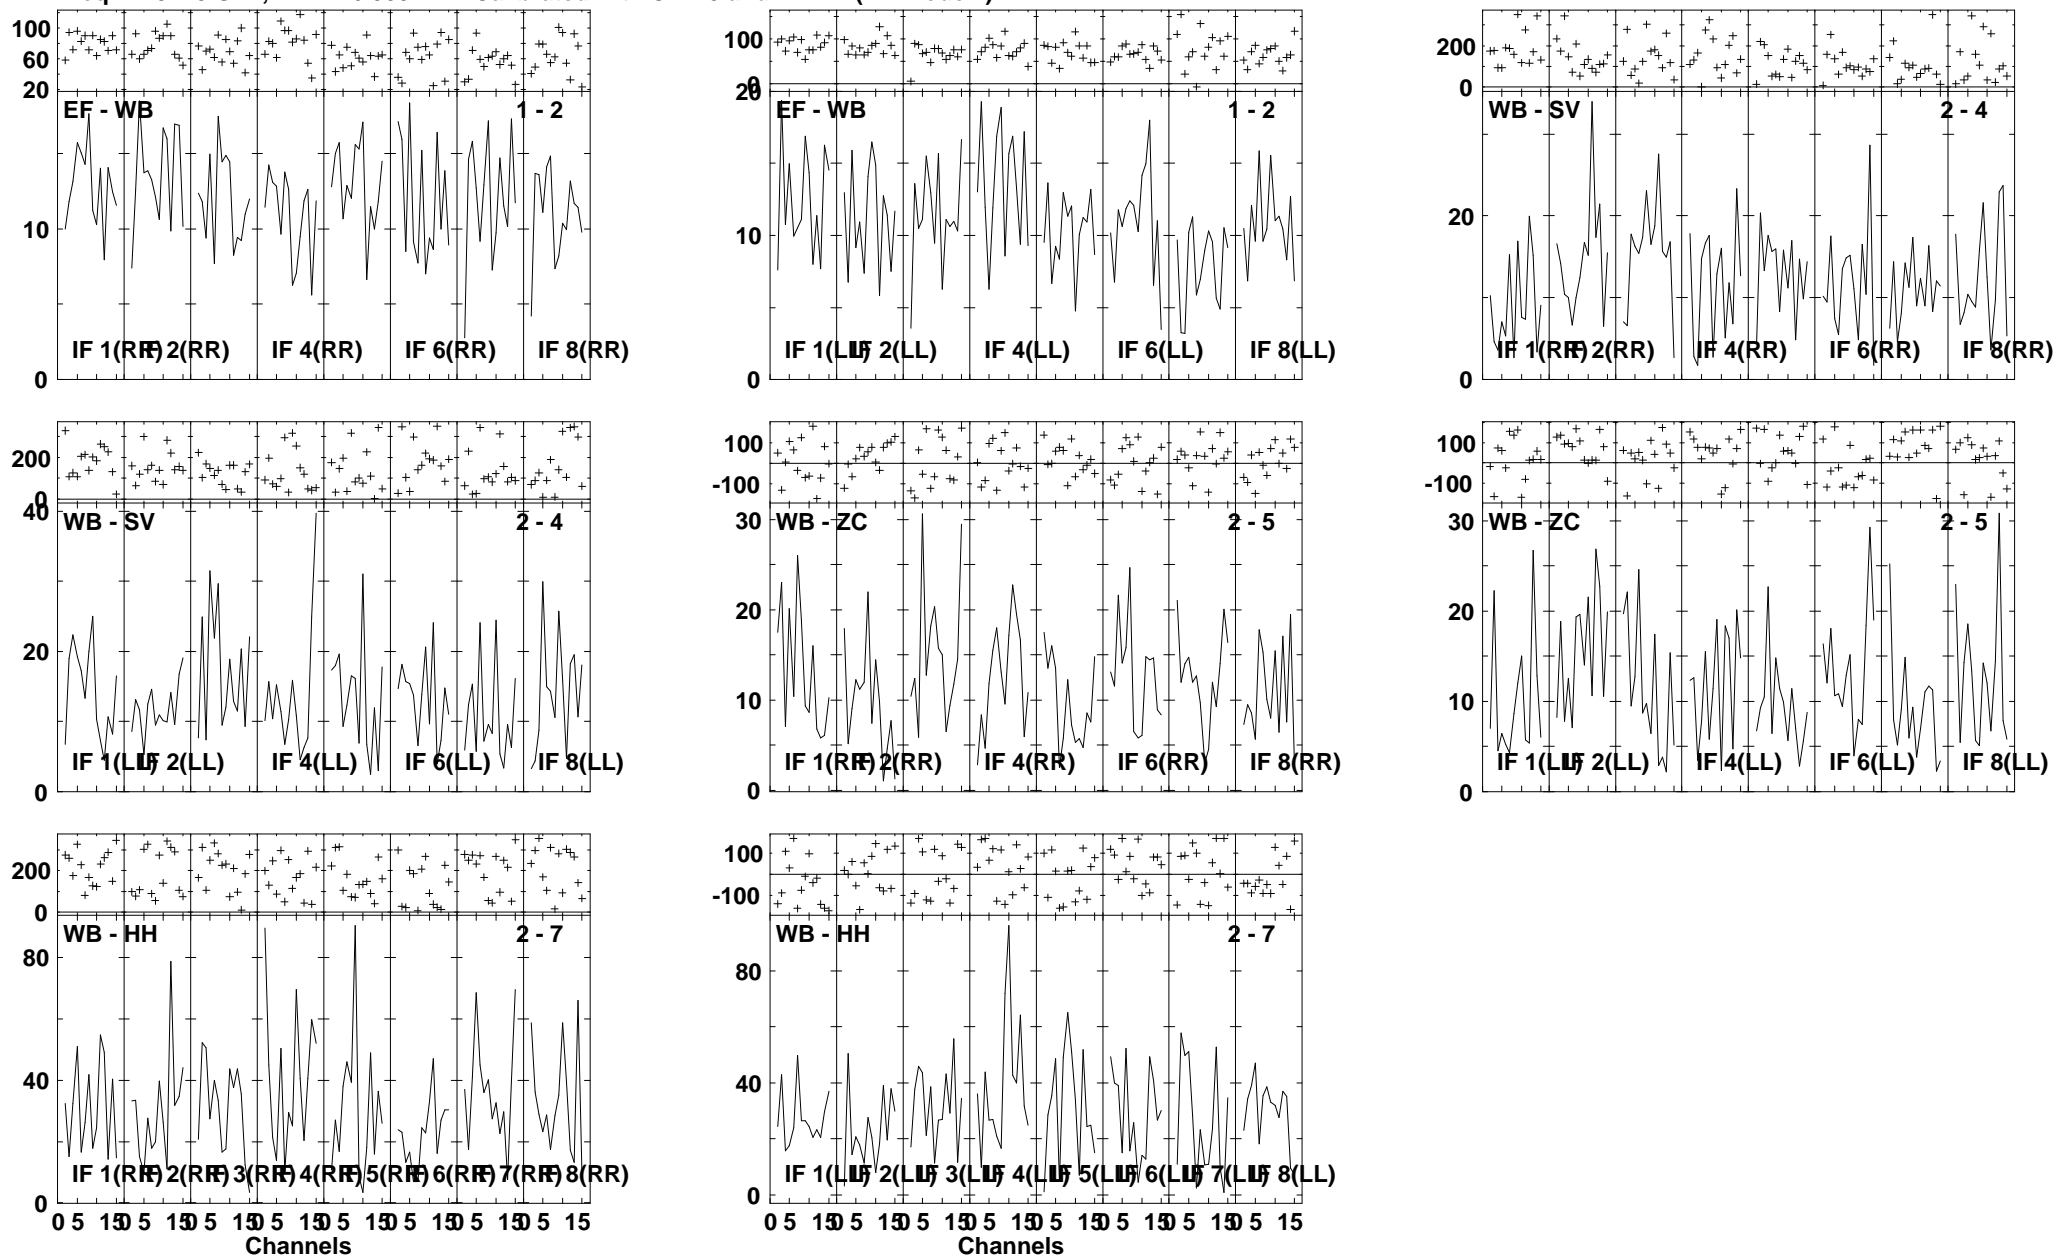 100
60
20
EF - WB 1 - 2
10
IF 1(RR) IF 2(RR) IF 4(RR) IF 6(RR) IF 8(RR)
0
100
0
20
EF - WB 1 - 2
10
IF 1(LL) IF 2(LL) IF 4(LL) IF 6(LL) IF 8(LL)
0
200
0
WB - SV 2 - 4
20
IF 1(RR) IF 2(RR) IF 4(RR) IF 6(RR) IF 8(RR)
0
200
0
40
WB - SV 2 - 4
20
IF 1(LL) IF 2(LL) IF 4(LL) IF 6(LL) IF 8(LL)
0
100
-100
30
WB - ZC 2 - 5
20
10
IF 1(RR) IF 2(RR) IF 4(RR) IF 6(RR) IF 8(RR)
0
100
-100
30
WB - ZC 2 - 5
20
10
IF 1(LL) IF 2(LL) IF 4(LL) IF 6(LL) IF 8(LL)
0
200
0
WB - HH 2 - 7
80
40
IF 1(RR) IF 2(RR) IF 3(RR) IF 4(RR) IF 5(RR) IF 6(RR) IF 7(RR) IF 8(RR)
0
0 5 15 0 5 15 0 5 15 0 5 15 0 5 15 0 5 15 0 5 15 0 5 15
Channels
100
-100
WB - HH 2 - 7
80
40
IF 1(LL) IF 2(LL) IF 3(LL) IF 4(LL) IF 5(LL) IF 6(LL) IF 7(LL) IF 8(LL)
0
0 5 15 0 5 15 0 5 15 0 5 15 0 5 15 0 5 15 0 5 15 0 5 15
Channels